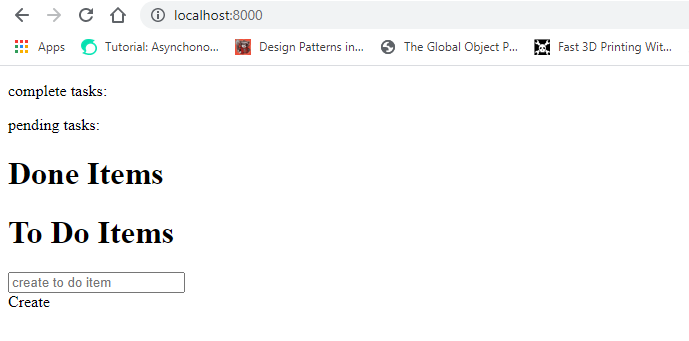 localhost:8000
Apps Tutorial: Asynchono... Design Patterns in... The Global Object P... Fast 3D Printing Wit...
complete tasks:
pending tasks:
Done Items
To Do Items
create to do item
Create